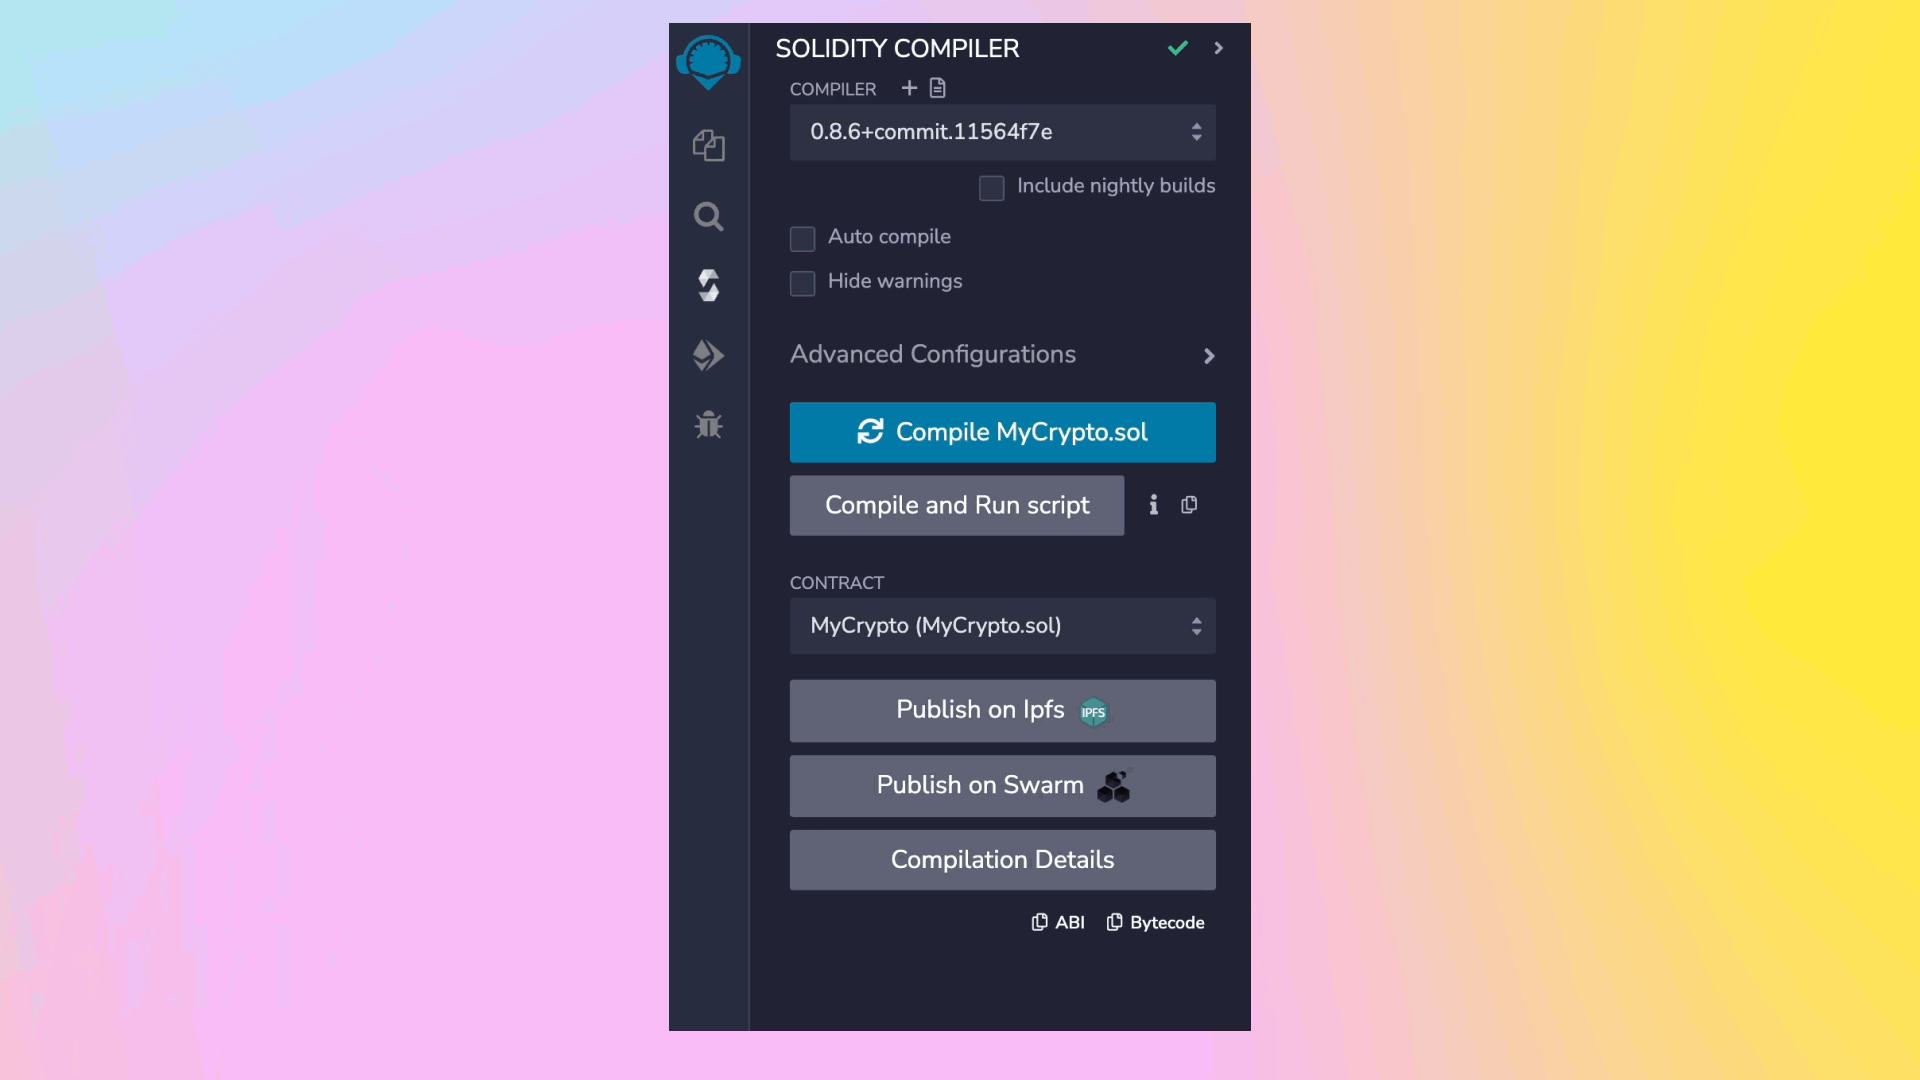 SOLIDITY COMPILER
COMPILER
0.8.6+commit.11564f7e
Include nightly builds
Auto compile
Hide warnings
Advanced Configurations
Compile MyCrypto.sol
Compile and Run script
CONTRACT
MyCrypto (MyCrypto.sol)
Publish on Ipfs IPFS
Publish on Swarm
Compilation Details
ABI Bytecode